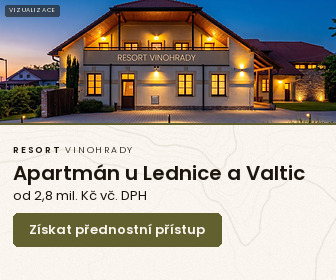 VIZUALIZACE
RESORT VINOHRADY
RESORT VINOHRADY
Apartmán u Lednice a Valtic
od 2,8 mil. Kč vč. DPH
Získat přednostní přístup